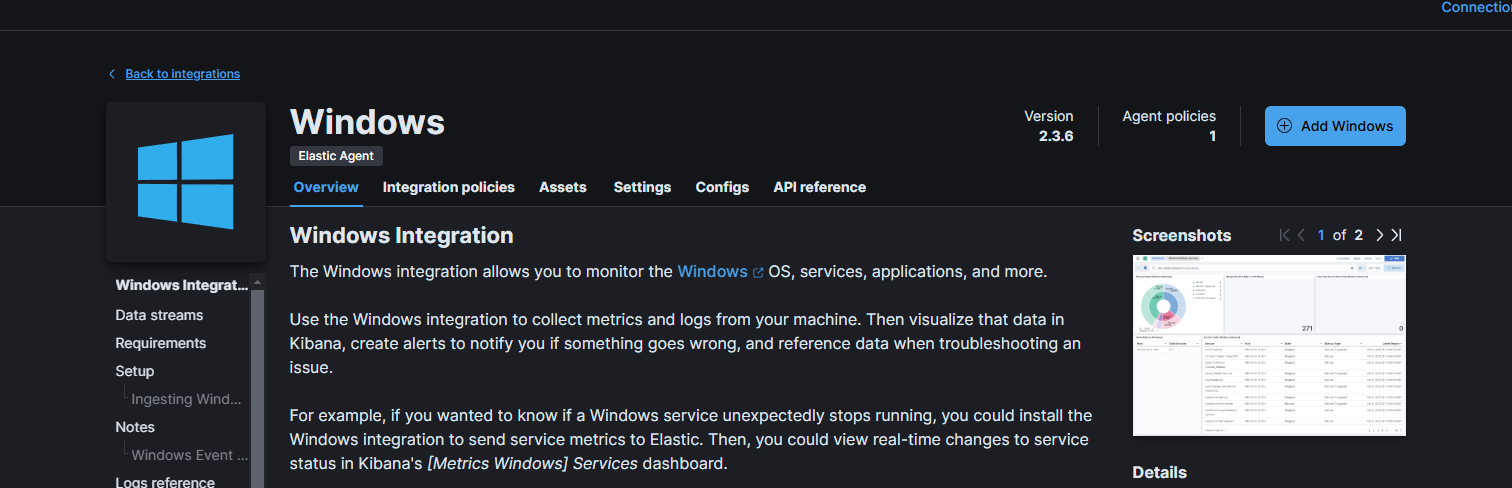 Connection
Back to integrations
Windows
Elastic Agent
Version
2.3.6
Agent policies
1
Add Windows
Overview
Integration policies
Assets
Settings
Configs
API reference
Windows Integrat...
Data streams
Requirements
Setup
Ingesting Wind...
Notes
Windows Event ...
Logs reference
Windows Integration
The Windows integration allows you to monitor the Windows OS, services, applications, and more.
Use the Windows integration to collect metrics and logs from your machine. Then visualize that data in
Kibana, create alerts to notify you if something goes wrong, and reference data when troubleshooting an
issue.
For example, if you wanted to know if a Windows service unexpectedly stops running, you could install the
Windows integration to send service metrics to Elastic. Then, you could view real-time changes to service
status in Kibana's [Metrics Windows] Services dashboard.
Screenshots
1 of 2
271
0
Details